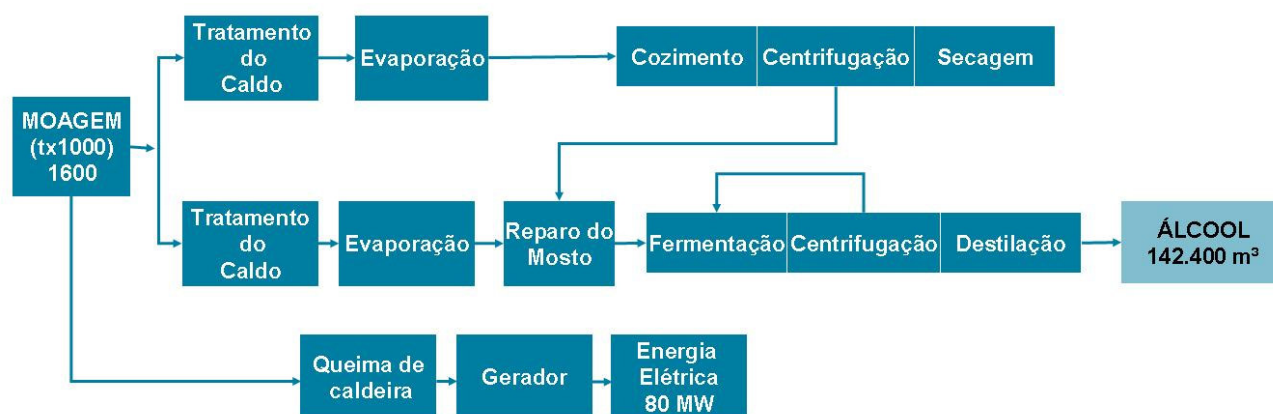 MOAGEM
(tx1000)
1600
Tratamento
do
Caldo
Evaporação
Cozimento
Centrifugação
Secagem
Tratamento
do
Caldo
Evaporação
Reparo do
Mosto
Fermentação
Centrifugação
Destilação
ÁLCOOL
142.400 m³
Queima de
caldeira
Gerador
Energia
Elétrica
80 MW